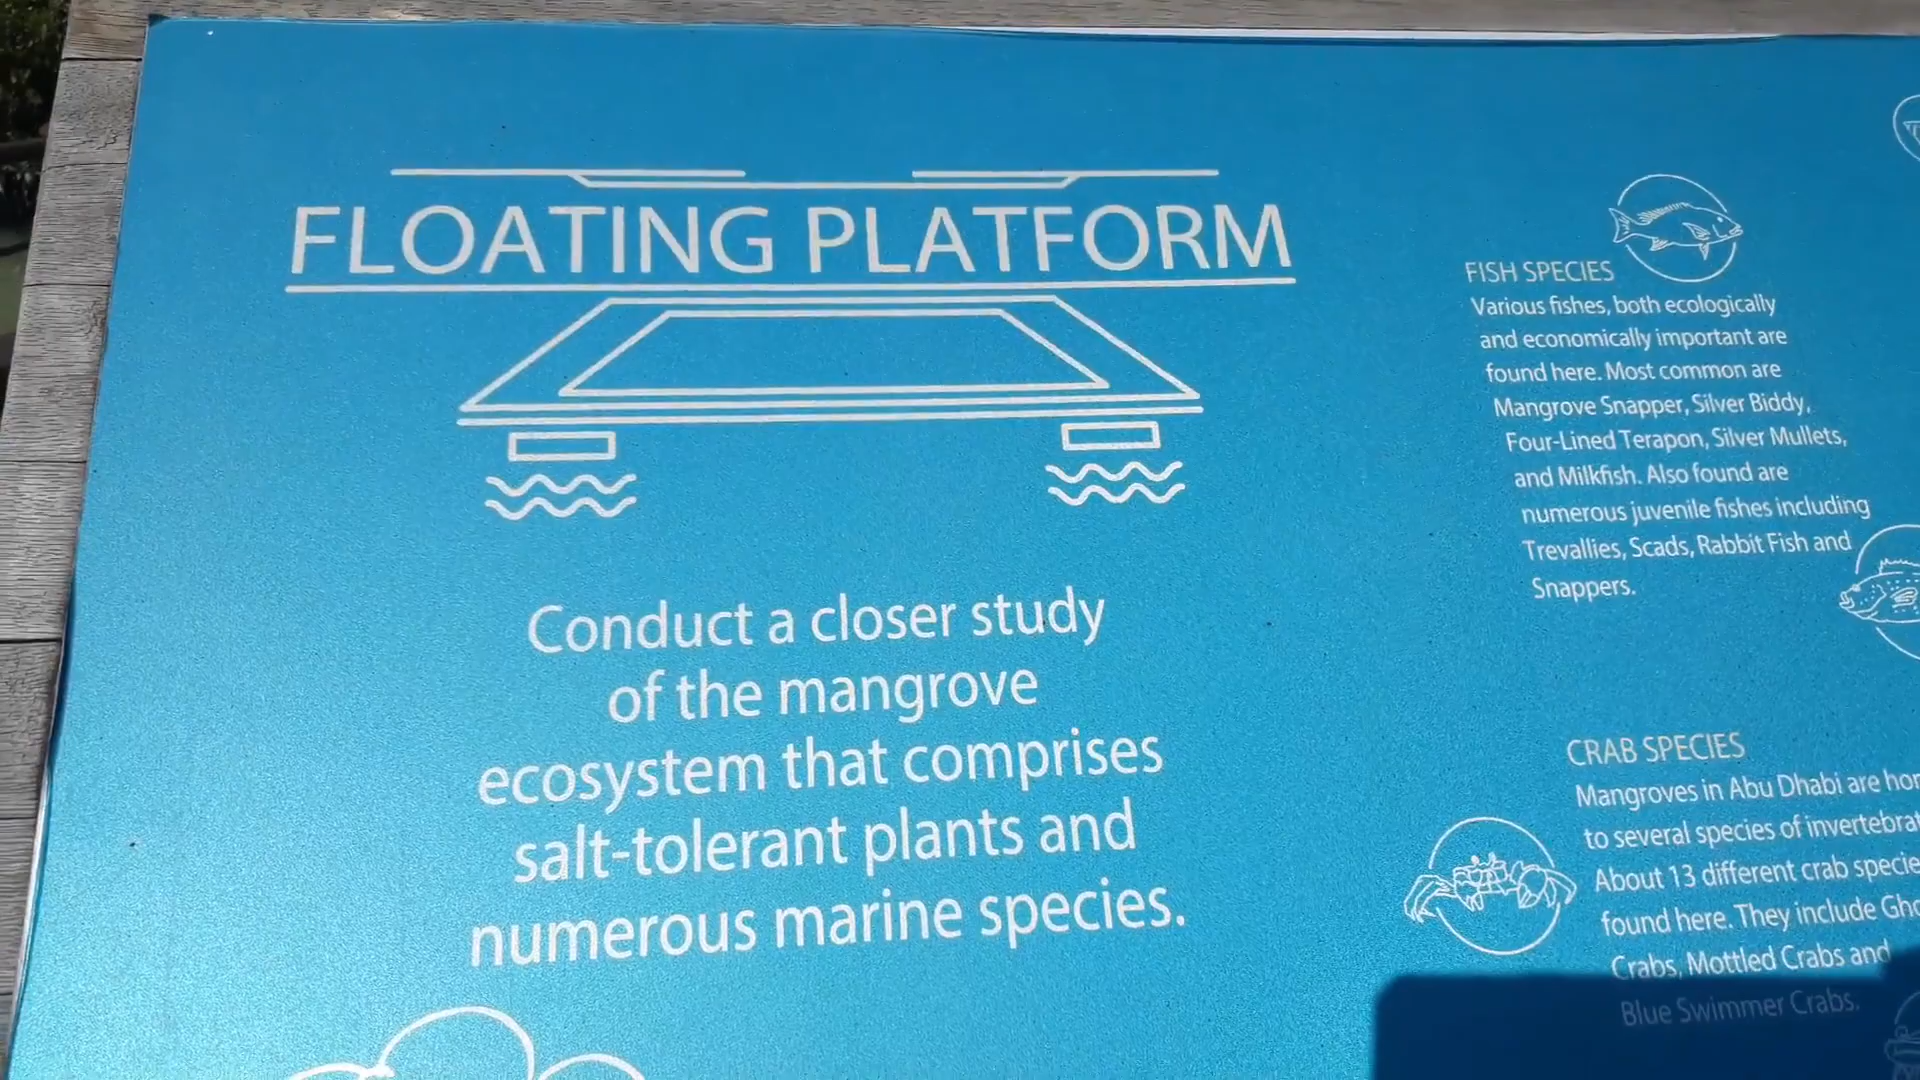 FLOATING PLATFORM
Conduct a closer study
of the mangrove
ecosystem that comprises
salt-tolerant plants and
numerous marine species.
FISH SPECIES
Various fishes, both ecologically
and economically important are
found here. Most common are
Mangrove Snapper, Silver Biddy,
Four-Lined Terapon, Silver Mullets,
and Milkfish. Also found are
numerous juvenile fishes including
Trevallies, Scads, Rabbit Fish and
Snappers.
CRAB SPECIES
Mangroves in Abu Dhabi are
to several species of
About 13 different crab
found here. They include
Crabs, Mottled Crabs and
Blue Swimmer Crabs.